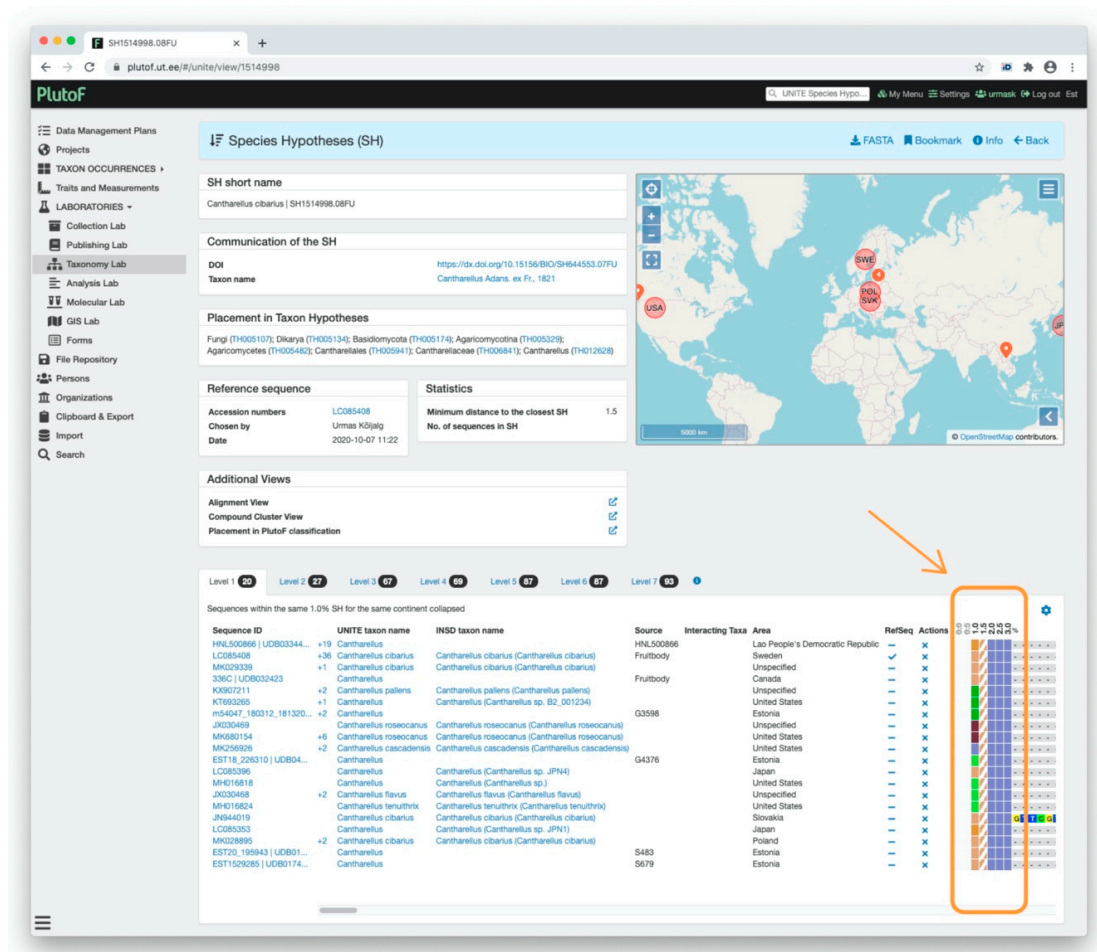 SH1514998.08FU
plutof.ut.ee/#/unite/view/1514998
PlutoF
UNITE Species Hypo... My Menu Settings urmask Log out Est
Data Management Plans
Projects
TAXON OCCURRENCES
Traits and Measurements
LABORATORIES
Collection Lab
Publishing Lab
Taxonomy Lab
Analysis Lab
Molecular Lab
GIS Lab
Forms
File Repository
Persons
Organizations
Clipboard & Export
Import
Search
Species Hypotheses (SH)
FASTA Bookmark Info Back
SH short name
Cantharellus cibarius | SH1514998.08FU
Communication of the SH
DOI https://dx.doi.org/10.15156/BIO/SH644553.07FU
Taxon name Cantharellus Adans. ex Fr., 1821
Placement in Taxon Hypotheses
Fungi (TH005107); Dikarya (TH005134); Basidiomycota (TH005174); Agaricomycotina (TH005329);
Agaricomycetes (TH005482); Cantharellales (TH005941); Cantharellaceae (TH006841); Cantharellus (TH012628)
Reference sequence
Accession numbers LC085408
Chosen by Urmas Kõljalg
Date 2020-10-07 11:22
Statistics
Minimum distance to the closest SH 1.5
No. of sequences in SH
Additional Views
Alignment View
Compound Cluster View
Placement in PlutoF classification
+
−
SWE
4
POL
SVK
USA
JP
5000 km
© OpenStreetMap contributors.
Level 1 20 Level 2 27 Level 3 67 Level 4 69 Level 5 87 Level 6 87 Level 7 93
Sequences within the same 1.0% SH for the same continent collapsed
Sequence ID UNITE taxon name INSD taxon name Source Interacting Taxa Area RefSeq Actions 0.0 0.5 1.0 1.5 2.0 2.5 3.0 %
HNL500866 | UDB03344... +19 Cantharellus HNL500866 Lao People's Democratic Republic
LC085408 +36 Cantharellus cibarius Cantharellus cibarius (Cantharellus cibarius) Fruitbody Sweden
MK029339 +1 Cantharellus cibarius Cantharellus cibarius (Cantharellus cibarius) Unspecified
336C | UDB032423 Cantharellus Fruitbody Canada
KX907211 +2 Cantharellus pallens Cantharellus pallens (Cantharellus pallens) Unspecified
KT693265 +1 Cantharellus Cantharellus (Cantharellus sp. B2_001234) United States
m54047_180312_181320... +2 Cantharellus G3598 Estonia
JX030469 Cantharellus roseocanus Cantharellus roseocanus (Cantharellus roseocanus) Unspecified
MK680154 +6 Cantharellus roseocanus Cantharellus roseocanus (Cantharellus roseocanus) United States
MK256926 +2 Cantharellus cascadensis Cantharellus cascadensis (Cantharellus cascadensis) United States
EST18_226310 | UDB04... Cantharellus G4376 Estonia
LC085396 Cantharellus Cantharellus (Cantharellus sp. JPN4) Japan
MH016818 Cantharellus Cantharellus (Cantharellus sp.) United States
JX030468 +2 Cantharellus flavus Cantharellus flavus (Cantharellus flavus) Unspecified
MH016824 Cantharellus tenuithrix Cantharellus tenuithrix (Cantharellus tenuithrix) United States
JN944019 Cantharellus cibarius Cantharellus cibarius (Cantharellus cibarius) Slovakia G T C G
LC085353 Cantharellus Cantharellus (Cantharellus sp. JPN1) Japan
MK028895 +2 Cantharellus cibarius Cantharellus cibarius (Cantharellus cibarius) Poland
EST20_195943 | UDB01... Cantharellus S483 Estonia
EST1529285 | UDB0174... Cantharellus S679 Estonia